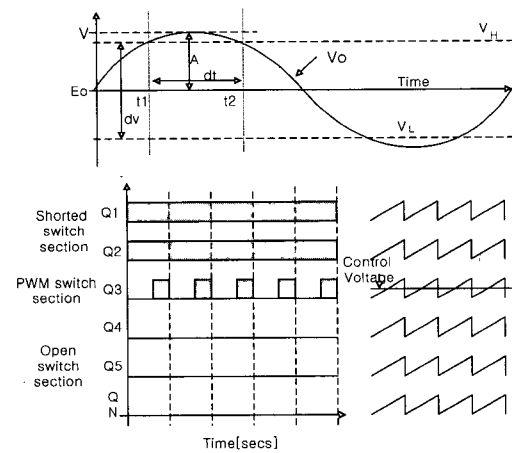 V
V_H
A
Vo
dt
Time
Eo
t1
t2
dv
V_L
Shorted
switch
section
Q1
Q2
PWM switch
section
Q3
Control
Voltage
Q4
Open
switch
section
Q5
Q
N
Time[secs]